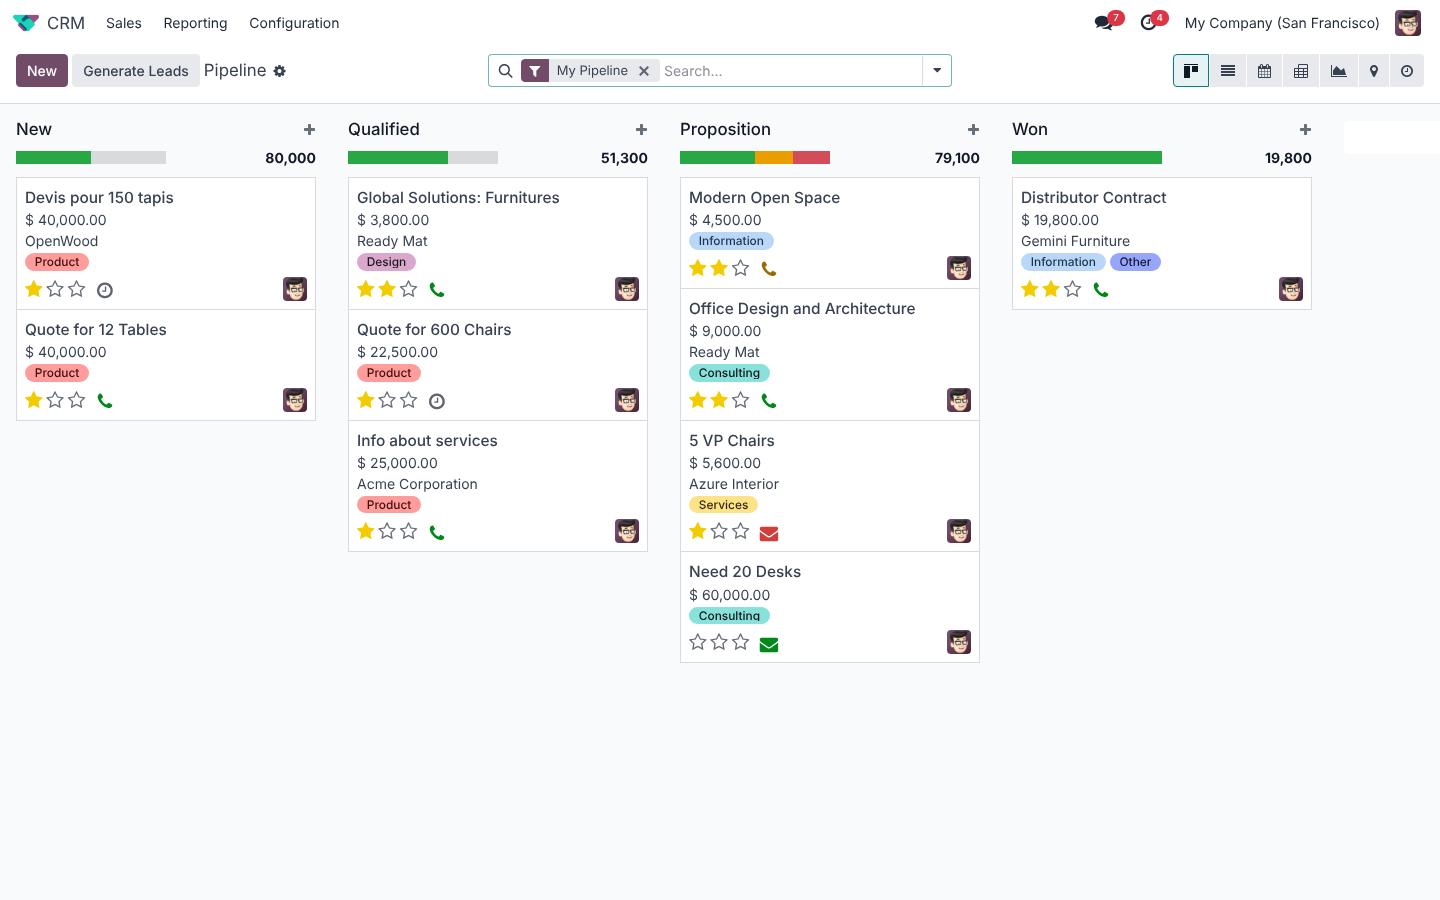 CRM Sales Reporting Configuration 7 4 My Company (San Francisco)
New Generate Leads Pipeline My Pipeline Search...
New
80,000
Devis pour 150 tapis
$ 40,000.00
OpenWood
Product
Quote for 12 Tables
$ 40,000.00
Product
Qualified
51,300
Global Solutions: Furnitures
$ 3,800.00
Ready Mat
Design
Quote for 600 Chairs
$ 22,500.00
Product
Info about services
$ 25,000.00
Acme Corporation
Product
Proposition
79,100
Modern Open Space
$ 4,500.00
Information
Office Design and Architecture
$ 9,000.00
Ready Mat
Consulting
5 VP Chairs
$ 5,600.00
Azure Interior
Services
Need 20 Desks
$ 60,000.00
Consulting
Won
19,800
Distributor Contract
$ 19,800.00
Gemini Furniture
Information Other